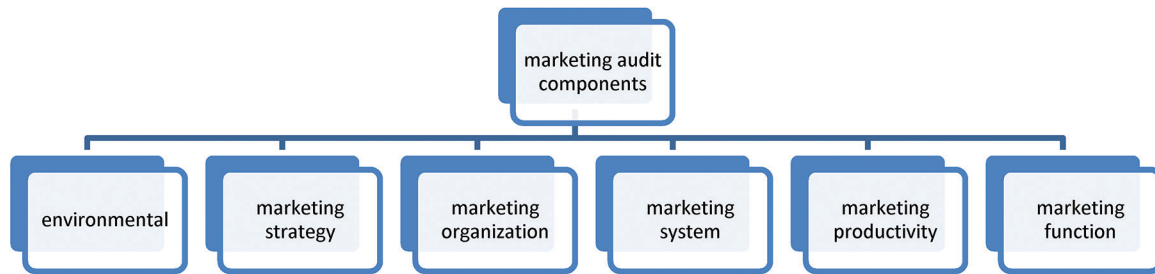 marketing audit
components
environmental
marketing
strategy
marketing
organization
marketing
system
marketing
productivity
marketing
function